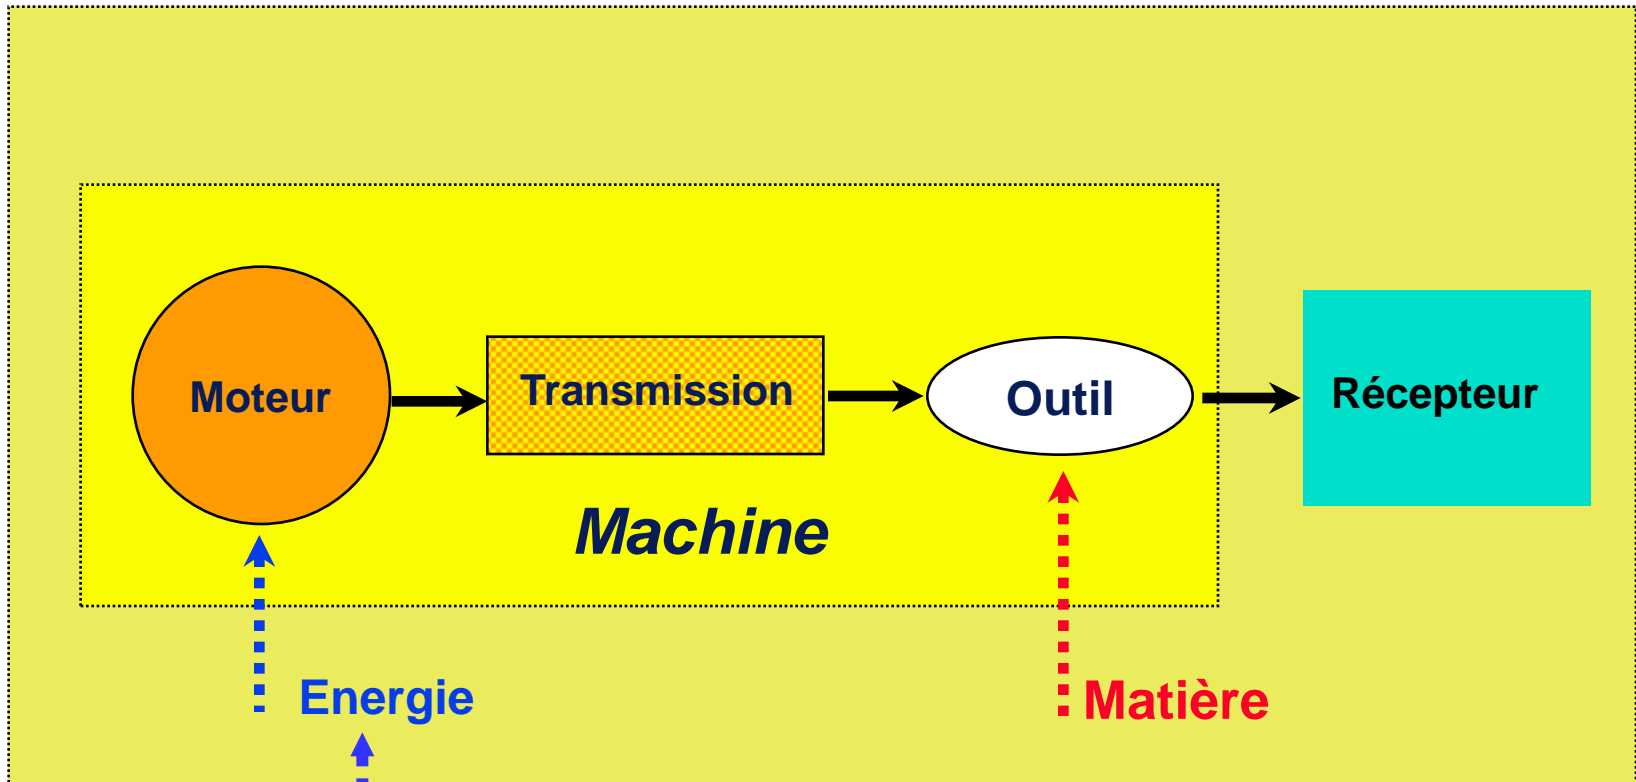 Moteur
Transmission
Outil
Récepteur
Machine
Energie
Matière